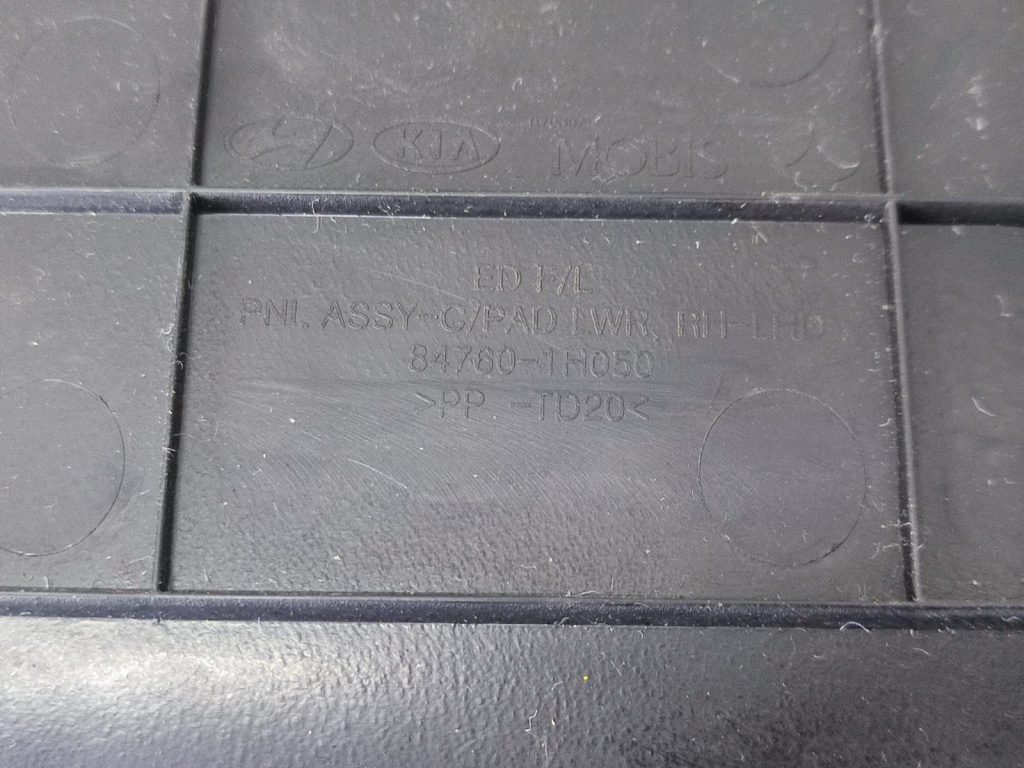 KIA MOBIS
ED F/L
PNL ASSY-C/PAD LWR, RH-LHD
84760-1H050
>PP -TD20<